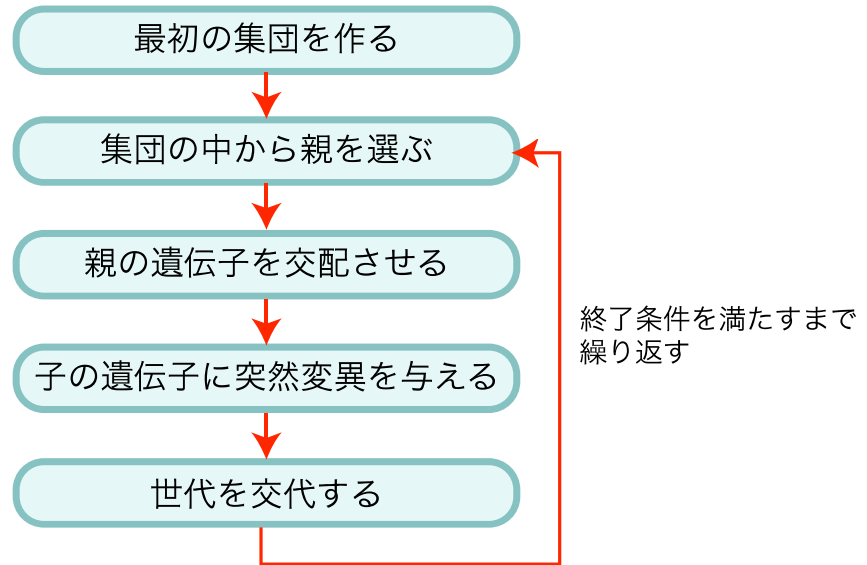 最初の集団を作る
集団の中から親を選ぶ
親の遺伝子を交配させる
子の遺伝子に突然変異を与える
世代を交代する
終了条件を満たすまで
繰り返す